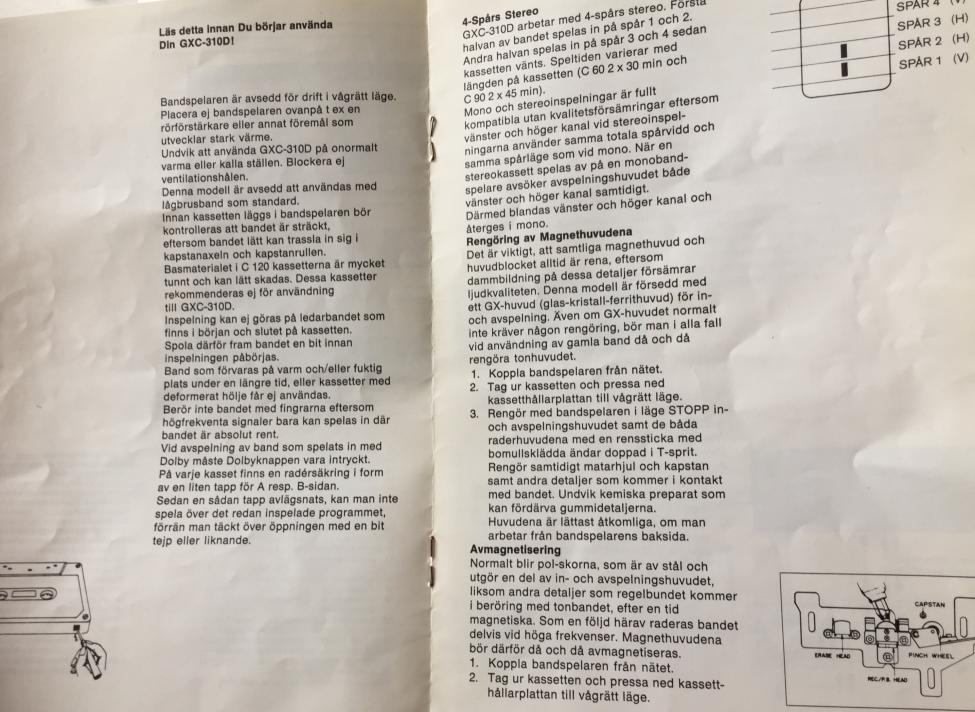 Läs detta innan Du börjar använda
Din GXC-310D!
Bandspelaren är avsedd för drift i vågrätt läge.
Placera ej bandspelaren ovanpå t ex en
rörförstärkare eller annat föremål som
utvecklar stark värme.
Undvik att använda GXC-310D på onormalt
varma eller kalla ställen. Blockera ej
ventilationshålen.
Denna modell är avsedd att användas med
lågbrusband som standard.
Innan kassetten läggs i bandspelaren bör
kontrolleras att bandet är sträckt,
eftersom bandet lätt kan trassla in sig i
kapstanaxeln och kapstanrullen.
Basmaterialet i C 120 kassetterna är mycket
tunnt och kan lätt skadas. Dessa kassetter
rekommenderas ej för användning
till GXC-310D.
Inspelning kan ej göras på ledarbandet som
finns i början och slutet på kassetten.
Spola därför fram bandet en bit innan
inspelningen påbörjas.
Band som förvaras på varm och/eller fuktig
plats under en längre tid, eller kassetter med
deformerat hölje får ej användas.
Berör inte bandet med fingrarna eftersom
högfrekventa signaler bara kan spelas in där
bandet är absolut rent.
Vid avspelning av band som spelats in med
Dolby måste Dolbyknappen vara intryckt.
På varje kasset finns en radérsäkring i form
av en liten tapp för A resp. B-sidan.
Sedan en sådan tapp avlägsnats, kan man inte
spela över det redan inspelade programmet,
förrän man täckt över öppningen med en bit
tejp eller liknande.
4-Spårs Stereo
GXC-310D arbetar med 4-spårs stereo. Första
halvan av bandet spelas in på spår 1 och 2.
Andra halvan spelas in på spår 3 och 4 sedan
kassetten vänts. Speltiden varierar med
längden på kassetten (C 60 2 x 30 min och
C 90 2 x 45 min).
Mono och stereoinspelningar är fullt
kompatibla utan kvalitetsförsämringar eftersom
vänster och höger kanal vid stereoinspel-
ningarna använder samma totala spårvidd och
samma spårläge som vid mono. När en
stereokassett spelas av på en monoband-
spelare avsöker avspelningshuvudet både
vänster och höger kanal samtidigt.
Därmed blandas vänster och höger kanal och
återges i mono.
Rengöring av Magnethuvudena
Det är viktigt, att samtliga magnethuvud och
huvudblocket alltid är rena, eftersom
dammbildning på dessa detaljer försämrar
ljudkvaliteten. Denna modell är försedd med
ett GX-huvud (glas-kristall-ferrithuvud) för in-
och avspelning. Även om GX-huvudet normalt
inte kräver någon rengöring, bör man i alla fall
vid användning av gamla band då och då
rengöra tonhuvudet.
1. Koppla bandspelaren från nätet.
2. Tag ur kassetten och pressa ned
kassetthållarplattan till vågrätt läge.
3. Rengör med bandspelaren i läge STOPP in-
och avspelningshuvudet samt de båda
raderhuvudena med en renssticka med
bomullsklädda ändar doppad i T-sprit.
Rengör samtidigt matarhjul och kapstan
samt andra detaljer som kommer i kontakt
med bandet. Undvik kemiska preparat som
kan fördärva gummidetaljerna.
Huvudena är lättast åtkomliga, om man
arbetar från bandspelarens baksida.
Avmagnetisering
Normalt blir pol-skorna, som är av stål och
utgör en del av in- och avspelningshuvudet,
liksom andra detaljer som regelbundet kommer
i beröring med tonbandet, efter en tid
magnetiska. Som en följd härav raderas bandet
delvis vid höga frekvenser. Magnethuvudena
bör därför då och då avmagnetiseras.
1. Koppla bandspelaren från nätet.
2. Tag ur kassetten och pressa ned kassett-
hållarplattan till vågrätt läge.
SPÅR 4 (V)
SPÅR 3 (H)
SPÅR 2 (H)
SPÅR 1 (V)
CAPSTAN
ERASE HEAD
PINCH WHEEL
REC./P.B. HEAD